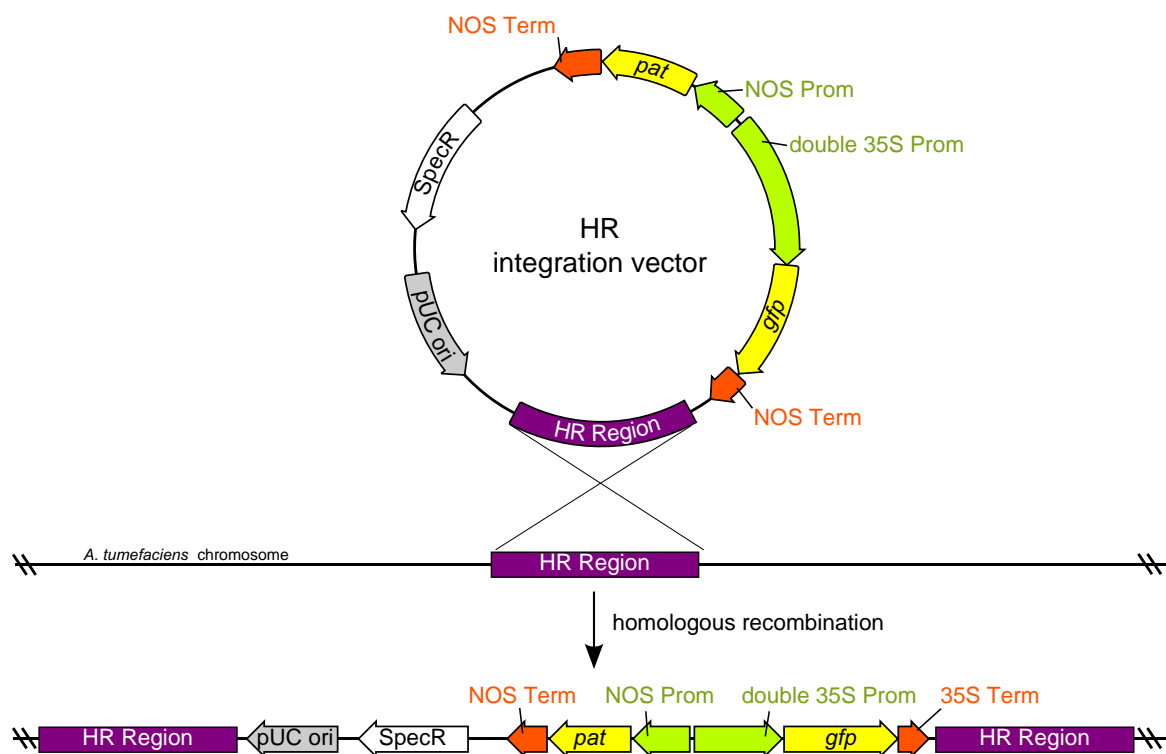 NOS Term
pat
NOS Prom
double 35S Prom
SpecR
HR
integration vector
gfp
pUC ori
NOS Term
HR Region
A. tumefaciens chromosome
HR Region
homologous recombination
NOS Term
NOS Prom
double 35S Prom
35S Term
HR Region
pUC ori
SpecR
pat
gfp
HR Region